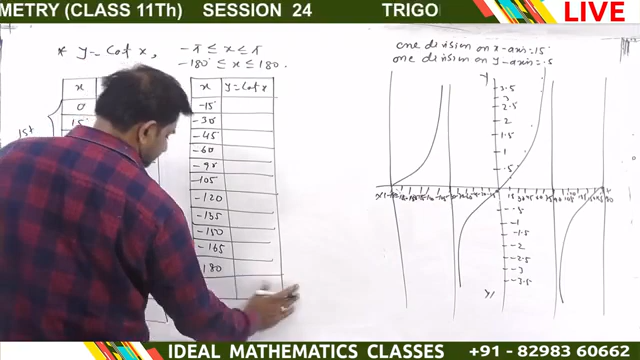 METRY (CLASS 11Th) SESSION 24 TRIGO LIVE
* y = Cot x, -π ≤ x ≤ π
-180° ≤ x ≤ 180.
1st
x
0
15
x y = Cot x
-15
-30
-45
-60
-90
-105
-120
-135
-150
-165
180
one division on x-axis = 15°
one division on y-axis = .5
y
3.5
3
2.5
2
1.5
1
.5
-.5
-1
-1.5
-2
-2.5
-3
-3.5
y'
IDEAL MATHEMATICS CLASSES +91 - 82983 60662